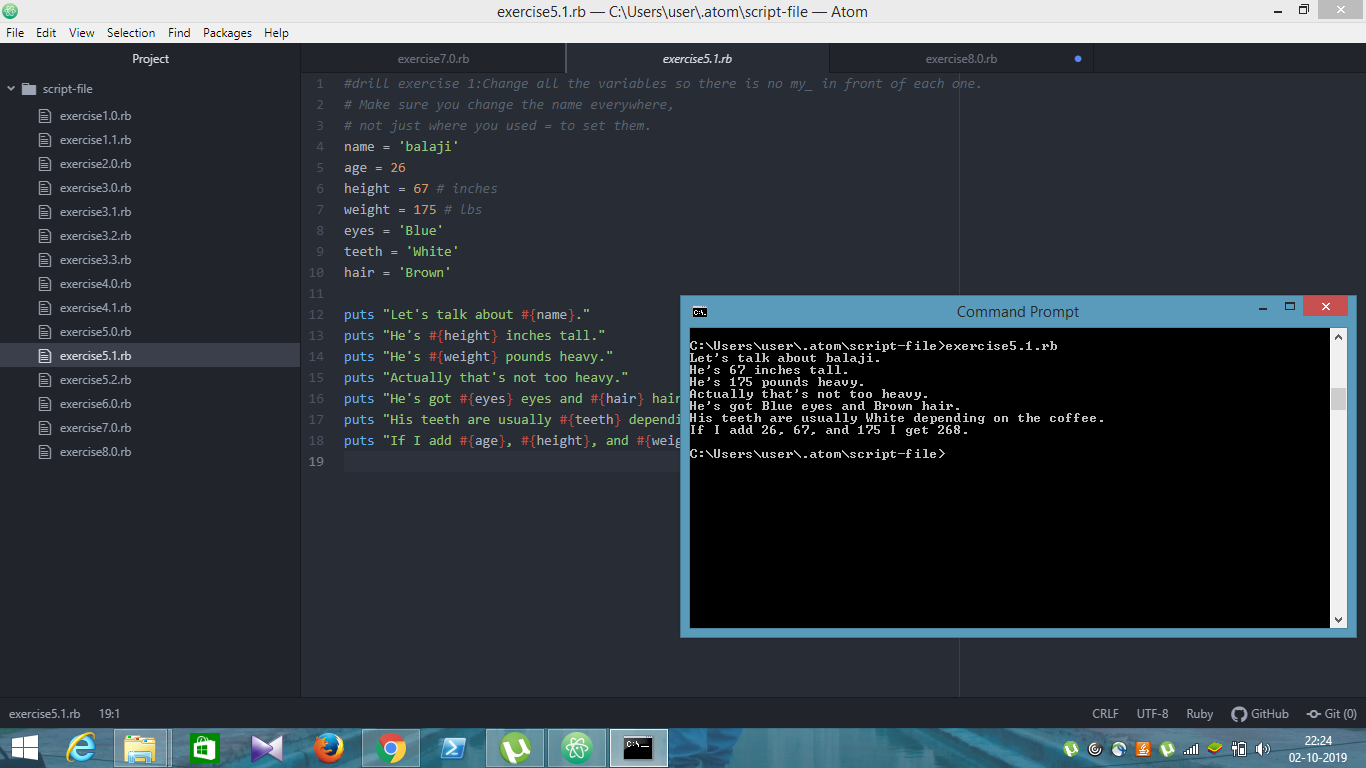 exercise5.1.rb — C:\Users\user\.atom\script-file — Atom
File Edit View Selection Find Packages Help
Project
exercise7.0.rb exercise5.1.rb exercise8.0.rb
script-file
exercise1.0.rb
exercise1.1.rb
exercise2.0.rb
exercise3.0.rb
exercise3.1.rb
exercise3.2.rb
exercise3.3.rb
exercise4.0.rb
exercise4.1.rb
exercise5.0.rb
exercise5.1.rb
exercise5.2.rb
exercise6.0.rb
exercise7.0.rb
exercise8.0.rb
1 #drill exercise 1:Change all the variables so there is no my_ in front of each one.
2 # Make sure you change the name everywhere,
3 # not just where you used = to set them.
4 name = 'balaji'
5 age = 26
6 height = 67 # inches
7 weight = 175 # lbs
8 eyes = 'Blue'
9 teeth = 'White'
10 hair = 'Brown'
11
12 puts "Let's talk about #{name}."
13 puts "He's #{height} inches tall."
14 puts "He's #{weight} pounds heavy."
15 puts "Actually that's not too heavy."
16 puts "He's got #{eyes} eyes and #{hair} hair
17 puts "His teeth are usually #{teeth} dependi
18 puts "If I add #{age}, #{height}, and #{weig
19
Command Prompt
C:\Users\user\.atom\script-file>exercise5.1.rb
Let's talk about balaji.
He's 67 inches tall.
He's 175 pounds heavy.
Actually that's not too heavy.
He's got Blue eyes and Brown hair.
His teeth are usually White depending on the coffee.
If I add 26, 67, and 175 I get 268.
C:\Users\user\.atom\script-file>
exercise5.1.rb 19:1 CRLF UTF-8 Ruby GitHub Git (0)
22:24
02-10-2019